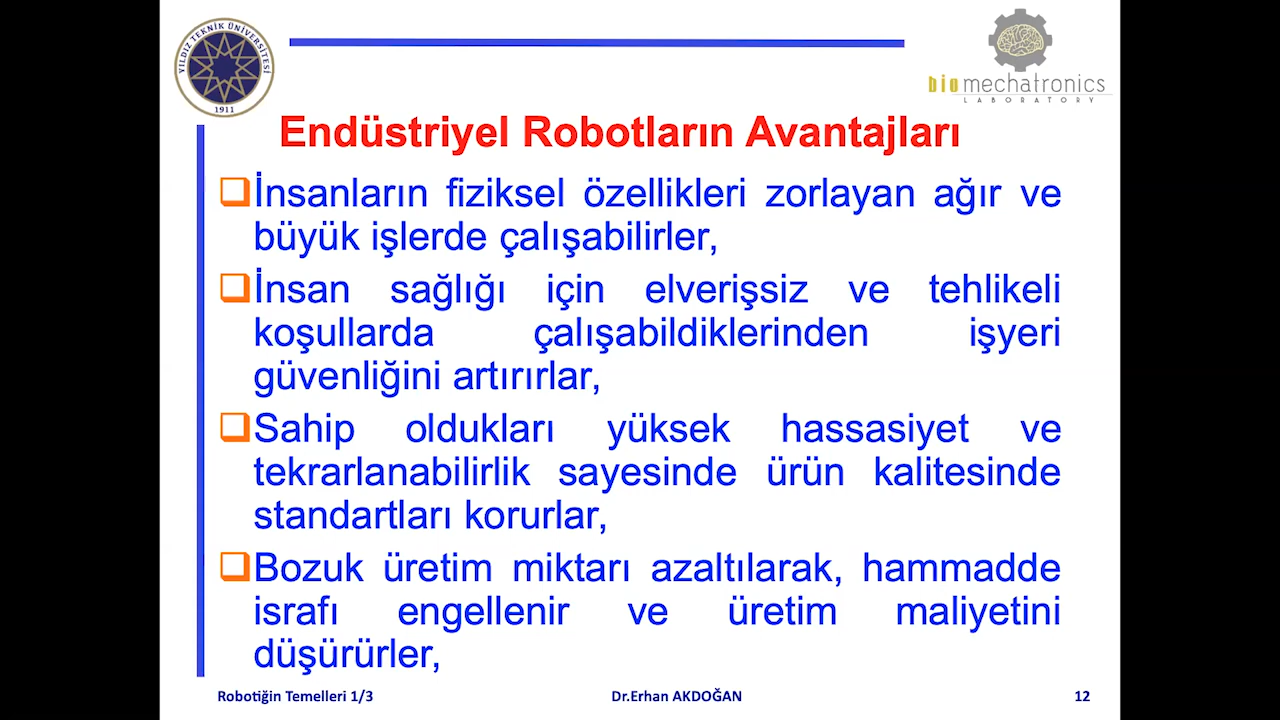 YILDIZ TEKNİK ÜNİVERSİTESİ
1911
biomechatronics
LABORATORY
Endüstriyel Robotların Avantajları
İnsanların fiziksel özellikleri zorlayan ağır ve
büyük işlerde çalışabilirler,
İnsan sağlığı için elverişsiz ve tehlikeli
koşullarda çalışabildiklerinden işyeri
güvenliğini artırırlar,
Sahip oldukları yüksek hassasiyet ve
tekrarlanabilirlik sayesinde ürün kalitesinde
standartları korurlar,
Bozuk üretim miktarı azaltılarak, hammadde
israfı engellenir ve üretim maliyetini
düşürürler,
Robotiğin Temelleri 1/3
Dr.Erhan AKDOĞAN
12